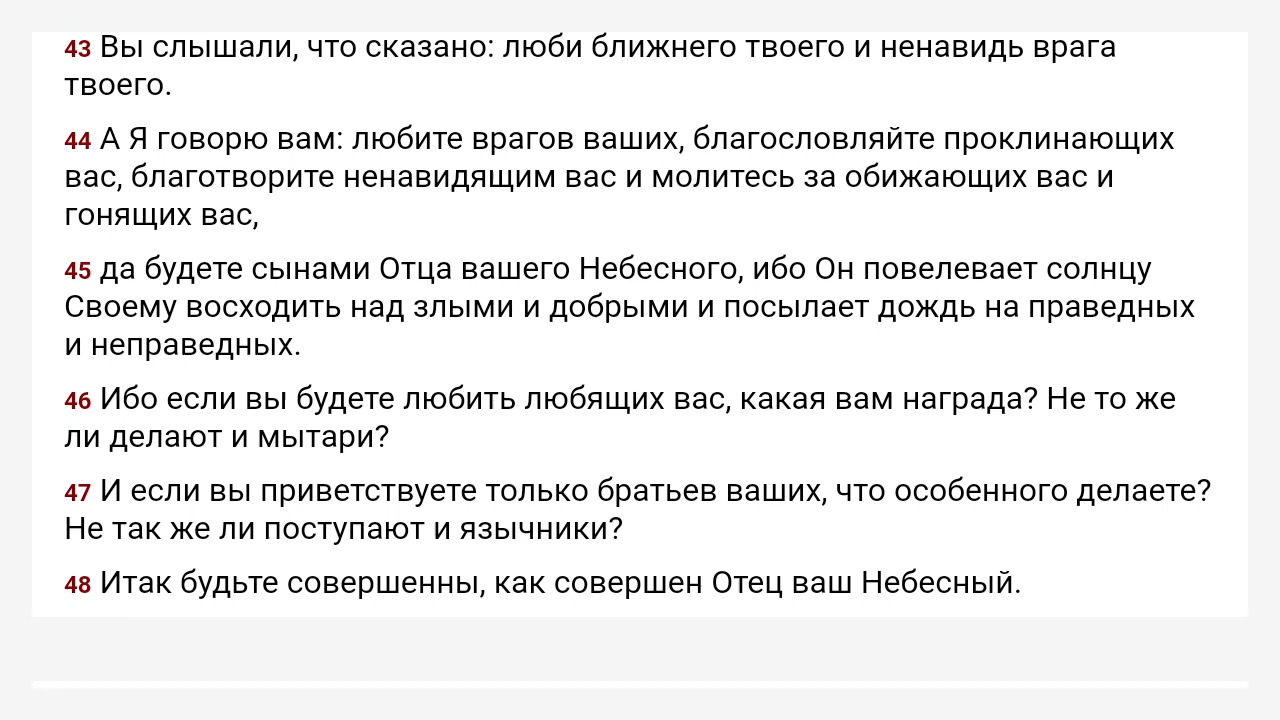 43 Вы слышали, что сказано: люби ближнего твоего и ненавидь врага
твоего.
44 А Я говорю вам: любите врагов ваших, благословляйте проклинающих
вас, благотворите ненавидящим вас и молитесь за обижающих вас и
гонящих вас,
45 да будете сынами Отца вашего Небесного, ибо Он повелевает солнцу
Своему восходить над злыми и добрыми и посылает дождь на праведных
и неправедных.
46 Ибо если вы будете любить любящих вас, какая вам награда? Не то же
ли делают и мытари?
47 И если вы приветствуете только братьев ваших, что особенного делаете?
Не так же ли поступают и язычники?
48 Итак будьте совершенны, как совершен Отец ваш Небесный.